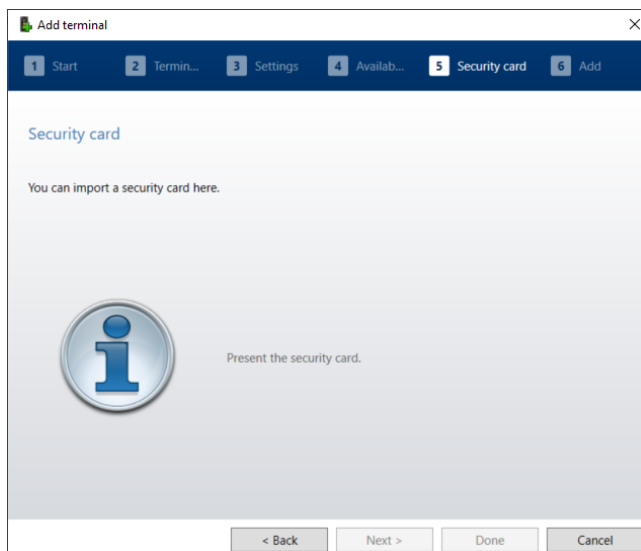 Add terminal
1 Start 2 Termin... 3 Settings 4 Availab... 5 Security card 6 Add
Security card
You can import a security card here.
Present the security card.
< Back Next > Done Cancel